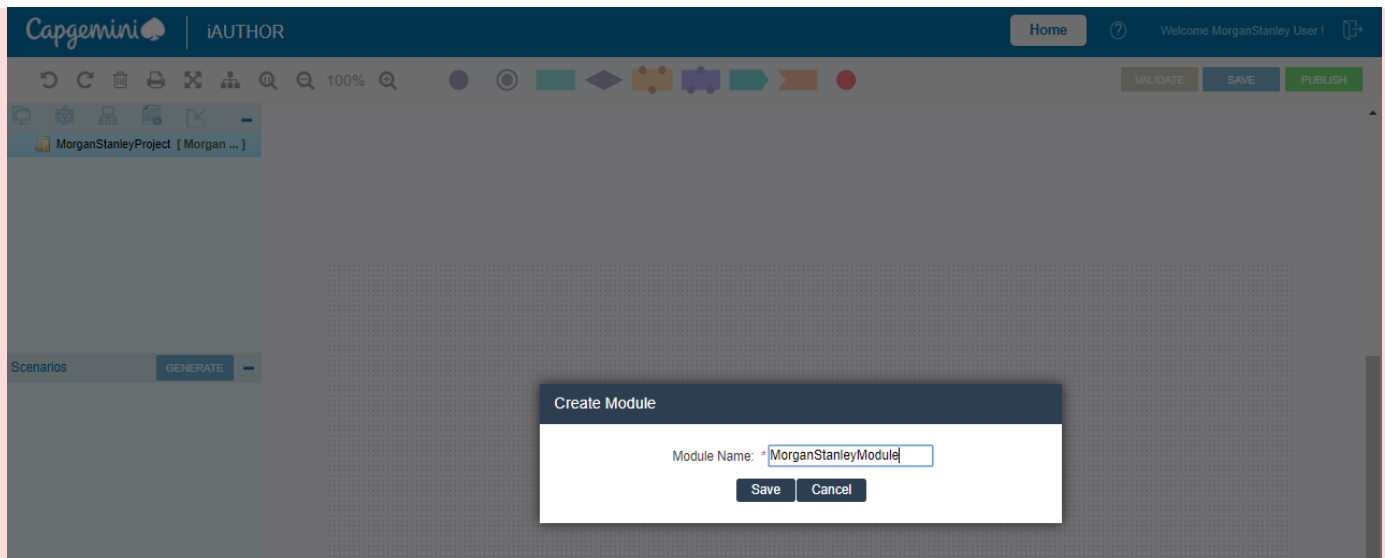 Capgemini iAUTHOR Home ? Welcome MorganStanley User !
100% VALIDATE SAVE PUBLISH
MorganStanleyProject [ Morgan ... ]
Scenarios GENERATE
Create Module
Module Name: * MorganStanleyModule
Save Cancel